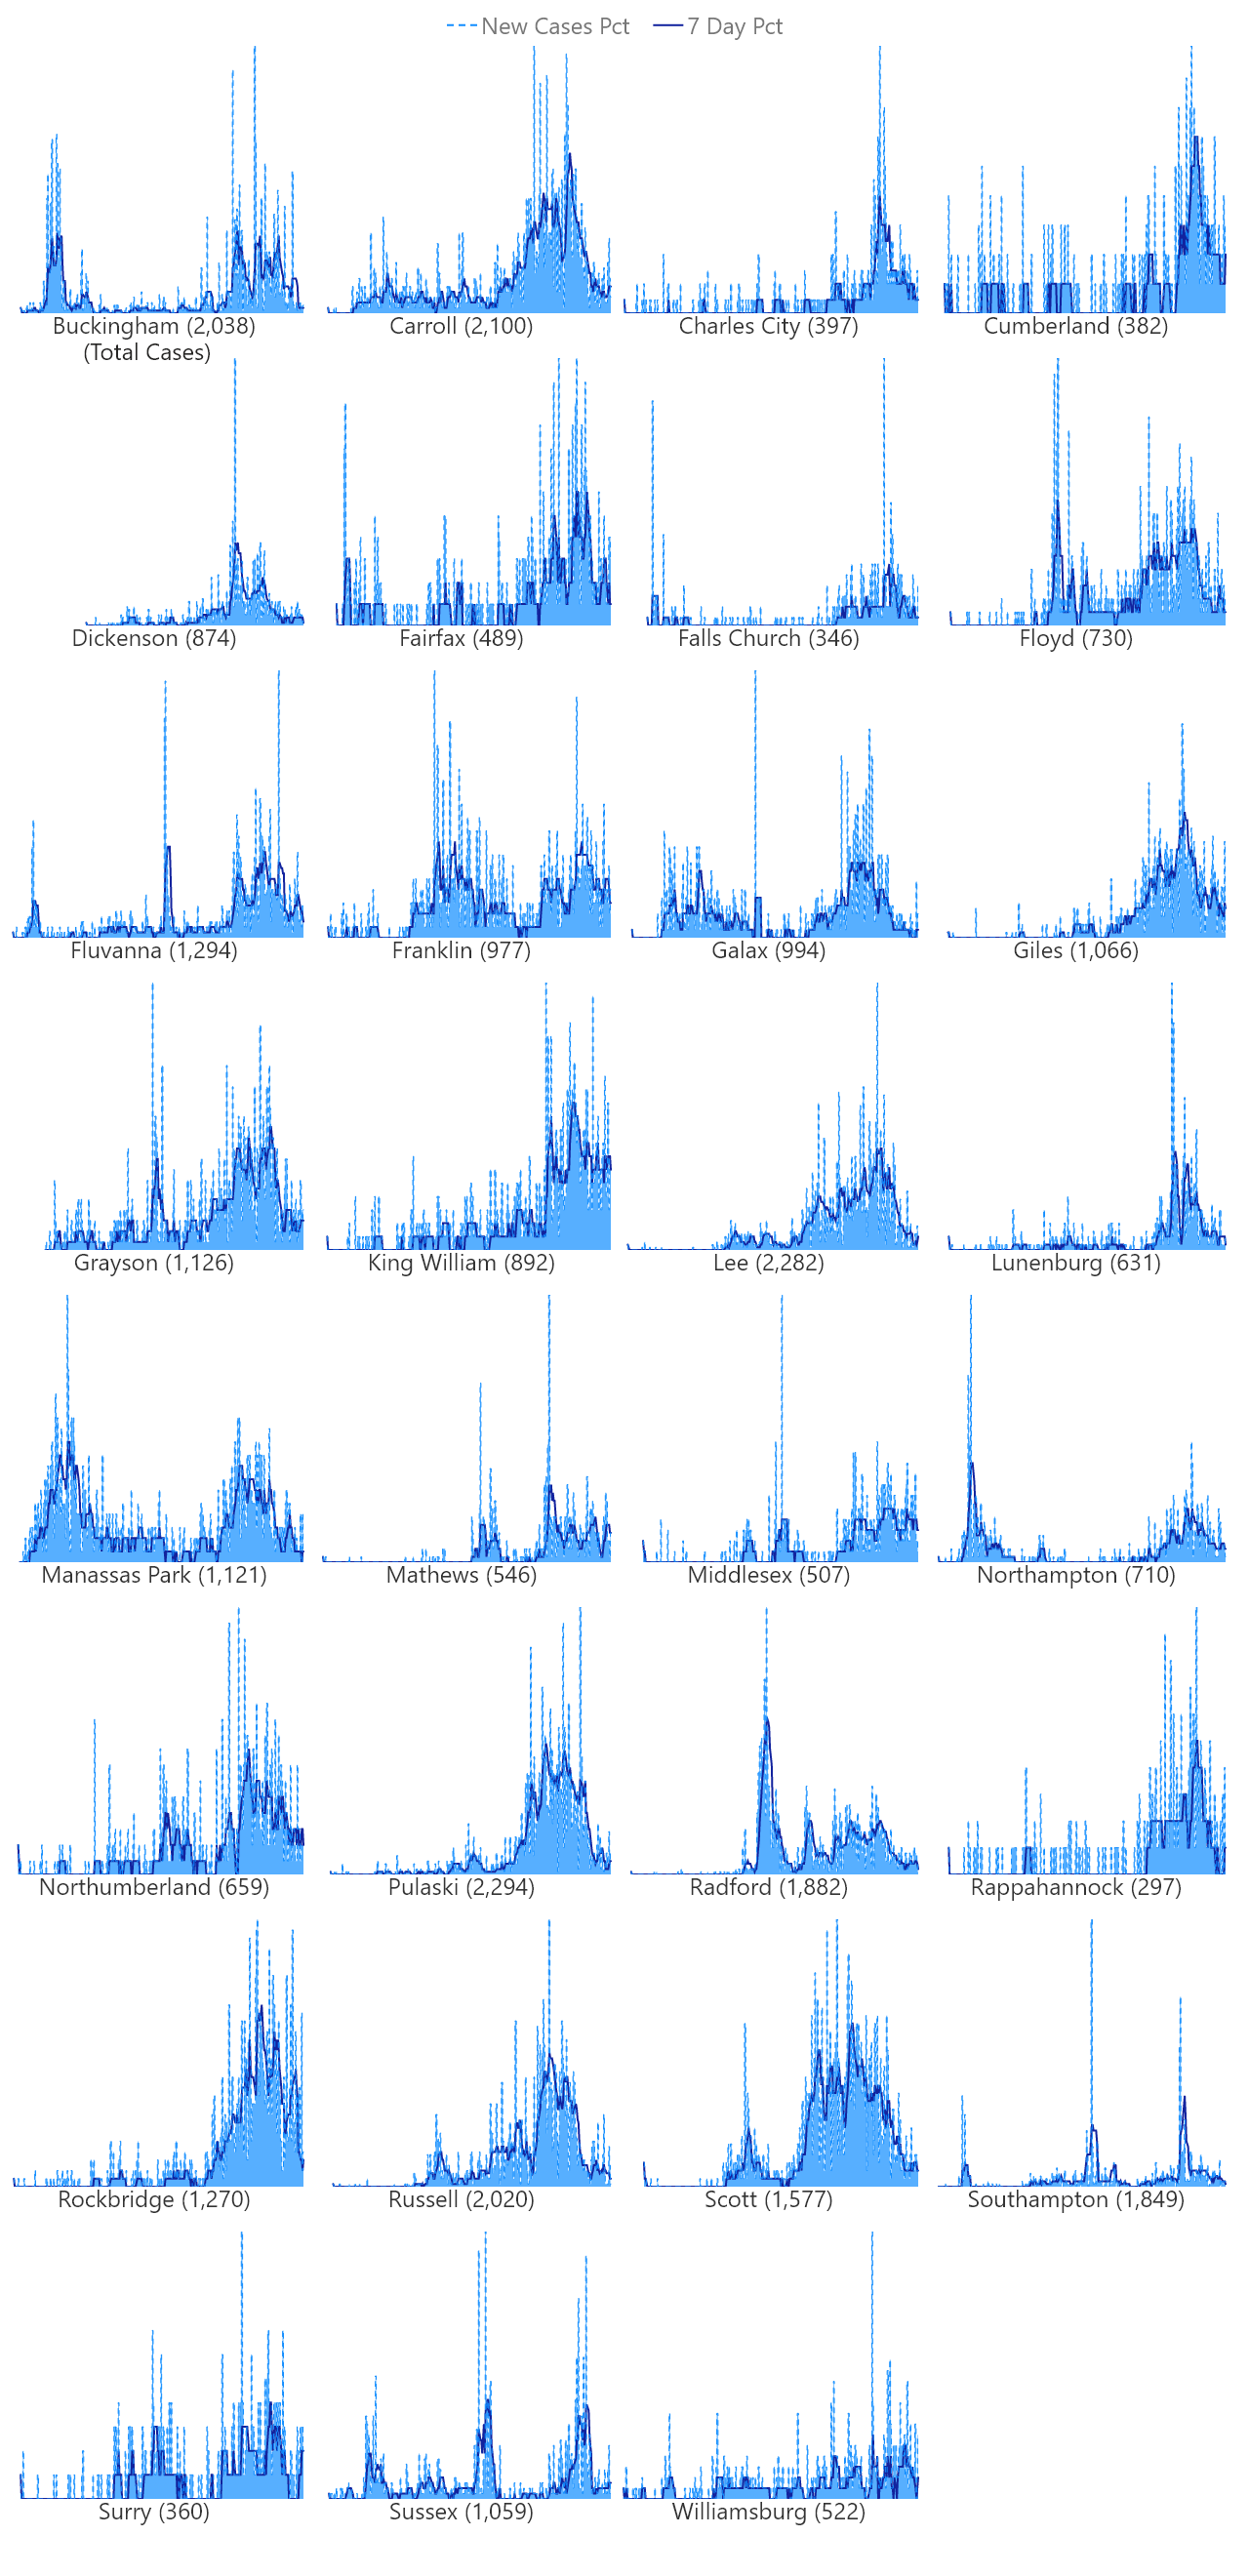 New Cases Pct 7 Day Pct
Buckingham (2,038) Carroll (2,100) Charles City (397) Cumberland (382)
(Total Cases)
Dickenson (874) Fairfax (489) Falls Church (346) Floyd (730)
Fluvanna (1,294) Franklin (977) Galax (994) Giles (1,066)
Grayson (1,126) King William (892) Lee (2,282) Lunenburg (631)
Manassas Park (1,121) Mathews (546) Middlesex (507) Northampton (710)
Northumberland (659) Pulaski (2,294) Radford (1,882) Rappahannock (297)
Rockbridge (1,270) Russell (2,020) Scott (1,577) Southampton (1,849)
Surry (360) Sussex (1,059) Williamsburg (522)